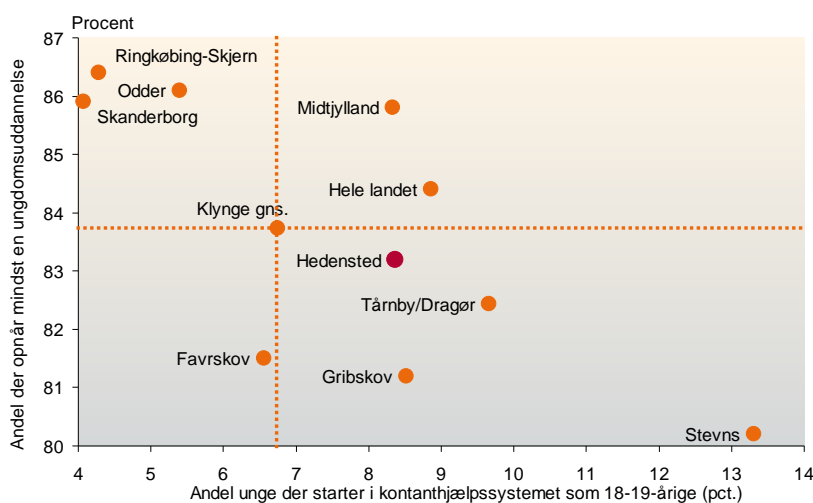 Procent
87
Ringkøbing-Skjern
Odder
86
Skanderborg
Midtjylland
85
Hele landet
84
Klynge gns.
Hedensted
83
Tårnby/Dragør
82
Favrskov
Gribskov
81
Stevns
80
4 5 6 7 8 9 10 11 12 13 14
Andel unge der starter i kontanthjælpssystemet som 18-19-årige (pct.)
Andel der opnår mindst en ungdomsuddannelse